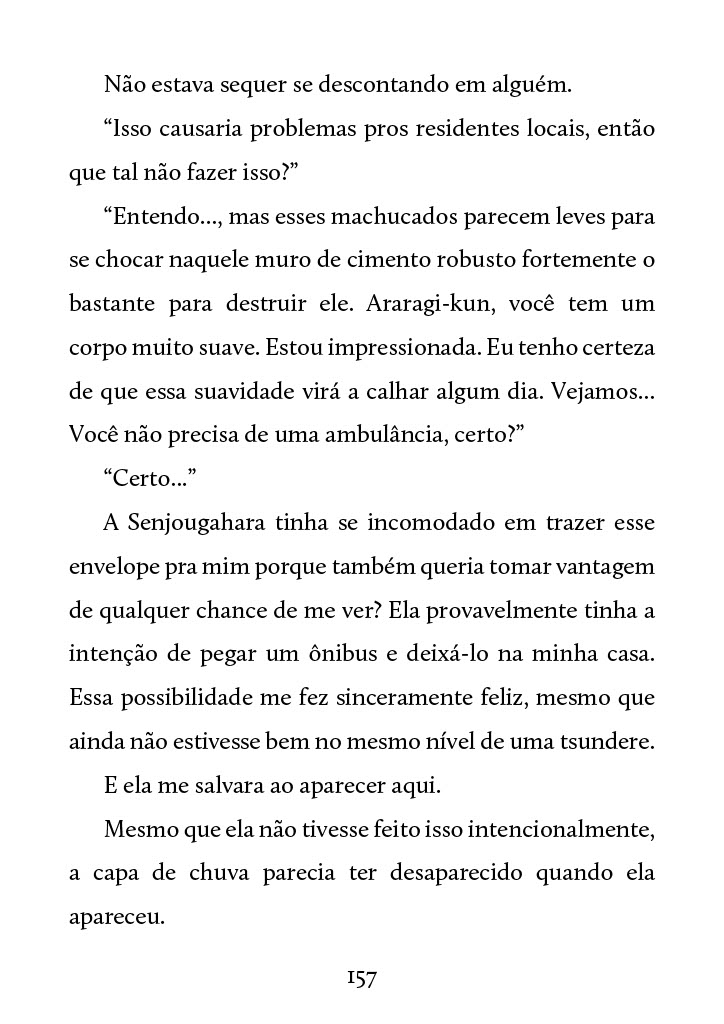 Não estava sequer se descontando em alguém.
“Isso causaria problemas pros residentes locais, então
que tal não fazer isso?”
“Entendo..., mas esses machucados parecem leves para
se chocar naquele muro de cimento robusto fortemente o
bastante para destruir ele. Araragi-kun, você tem um
corpo muito suave. Estou impressionada. Eu tenho certeza
de que essa suavidade virá a calhar algum dia. Vejamos...
Você não precisa de uma ambulância, certo?”
“Certo...”
A Senjougahara tinha se incomodado em trazer esse
envelope pra mim porque também queria tomar vantagem
de qualquer chance de me ver? Ela provavelmente tinha a
intenção de pegar um ônibus e deixá-lo na minha casa.
Essa possibilidade me fez sinceramente feliz, mesmo que
ainda não estivesse bem no mesmo nível de uma tsundere.
E ela me salvara ao aparecer aqui.
Mesmo que ela não tivesse feito isso intencionalmente,
a capa de chuva parecia ter desaparecido quando ela
apareceu.
157